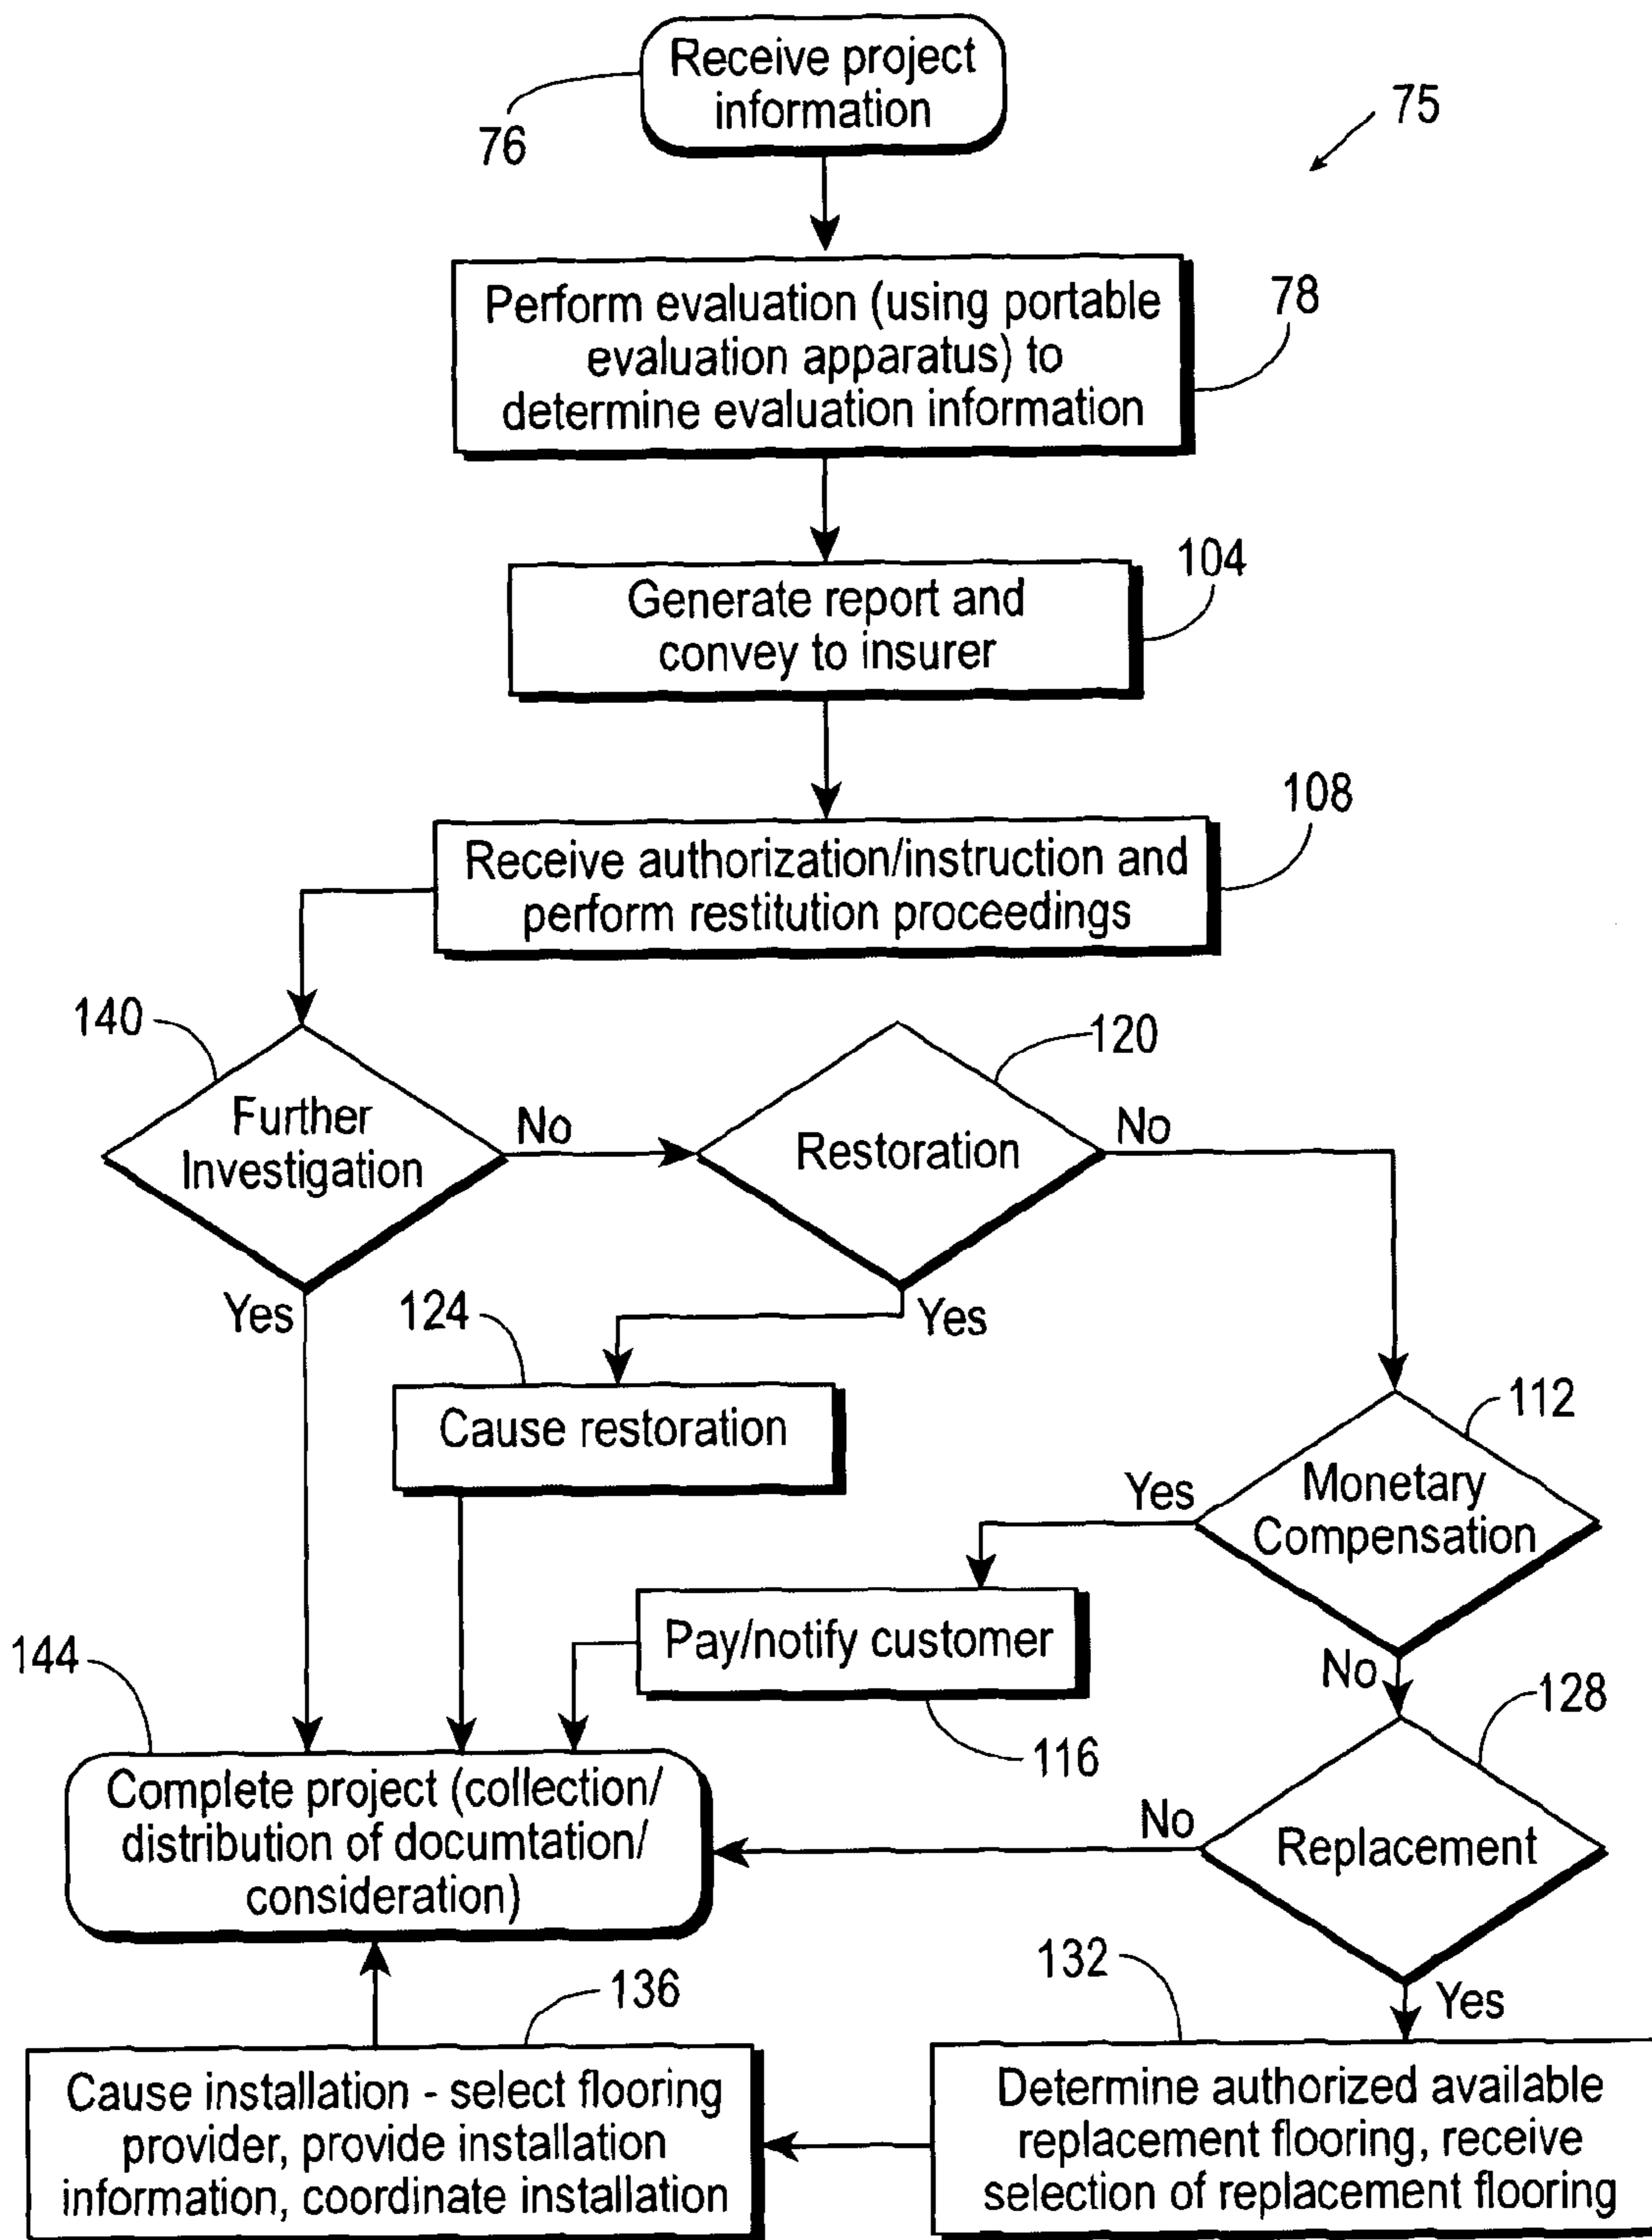 Receive project
information
76
75
Perform evaluation (using portable
evaluation apparatus) to
determine evaluation information
78
Generate report and
convey to insurer
104
Receive authorization/instruction and
perform restitution proceedings
108
140
Further
Investigation
No
Yes
120
Restoration
No
Yes
124
Cause restoration
112
Monetary
Compensation
Yes
No
Pay/notify customer
116
128
Replacement
No
Yes
144
Complete project (collection/
distribution of documtation/
consideration)
132
Determine authorized available
replacement flooring, receive
selection of replacement flooring
136
Cause installation - select flooring
provider, provide installation
information, coordinate installation